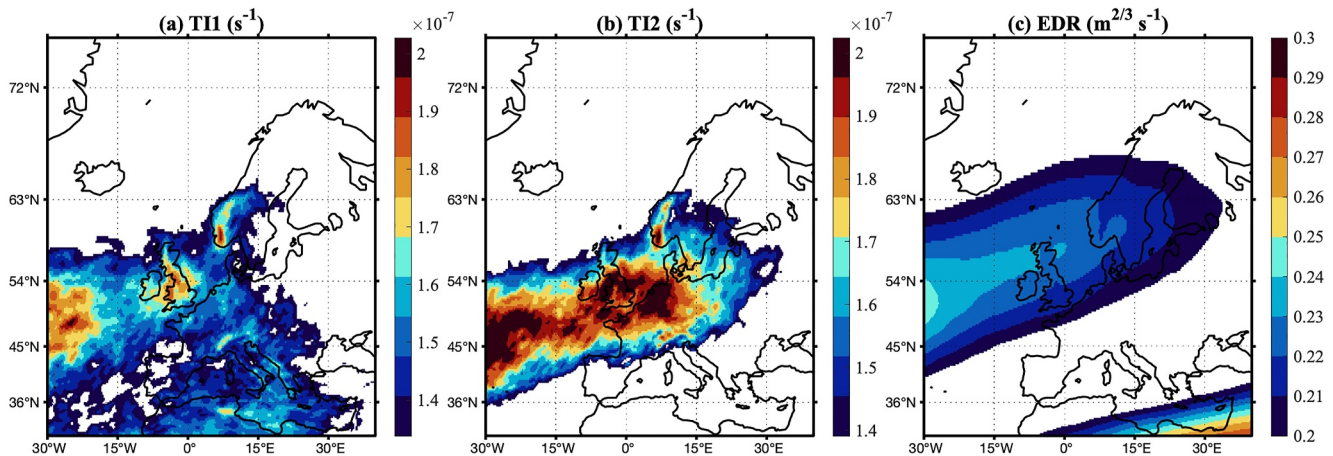 (a) TI1 (s⁻¹)
×10⁻⁷
(b) TI2 (s⁻¹)
×10⁻⁷
(c) EDR (m²ᐟ³ s⁻¹)
72°N
63°N
54°N
45°N
36°N
30°W 15°W 0° 15°E 30°E
2
1.9
1.8
1.7
1.6
1.5
1.4
72°N
63°N
54°N
45°N
36°N
30°W 15°W 0° 15°E 30°E
2
1.9
1.8
1.7
1.6
1.5
1.4
72°N
63°N
54°N
45°N
36°N
30°W 15°W 0° 15°E 30°E
0.3
0.29
0.28
0.27
0.26
0.25
0.24
0.23
0.22
0.21
0.2